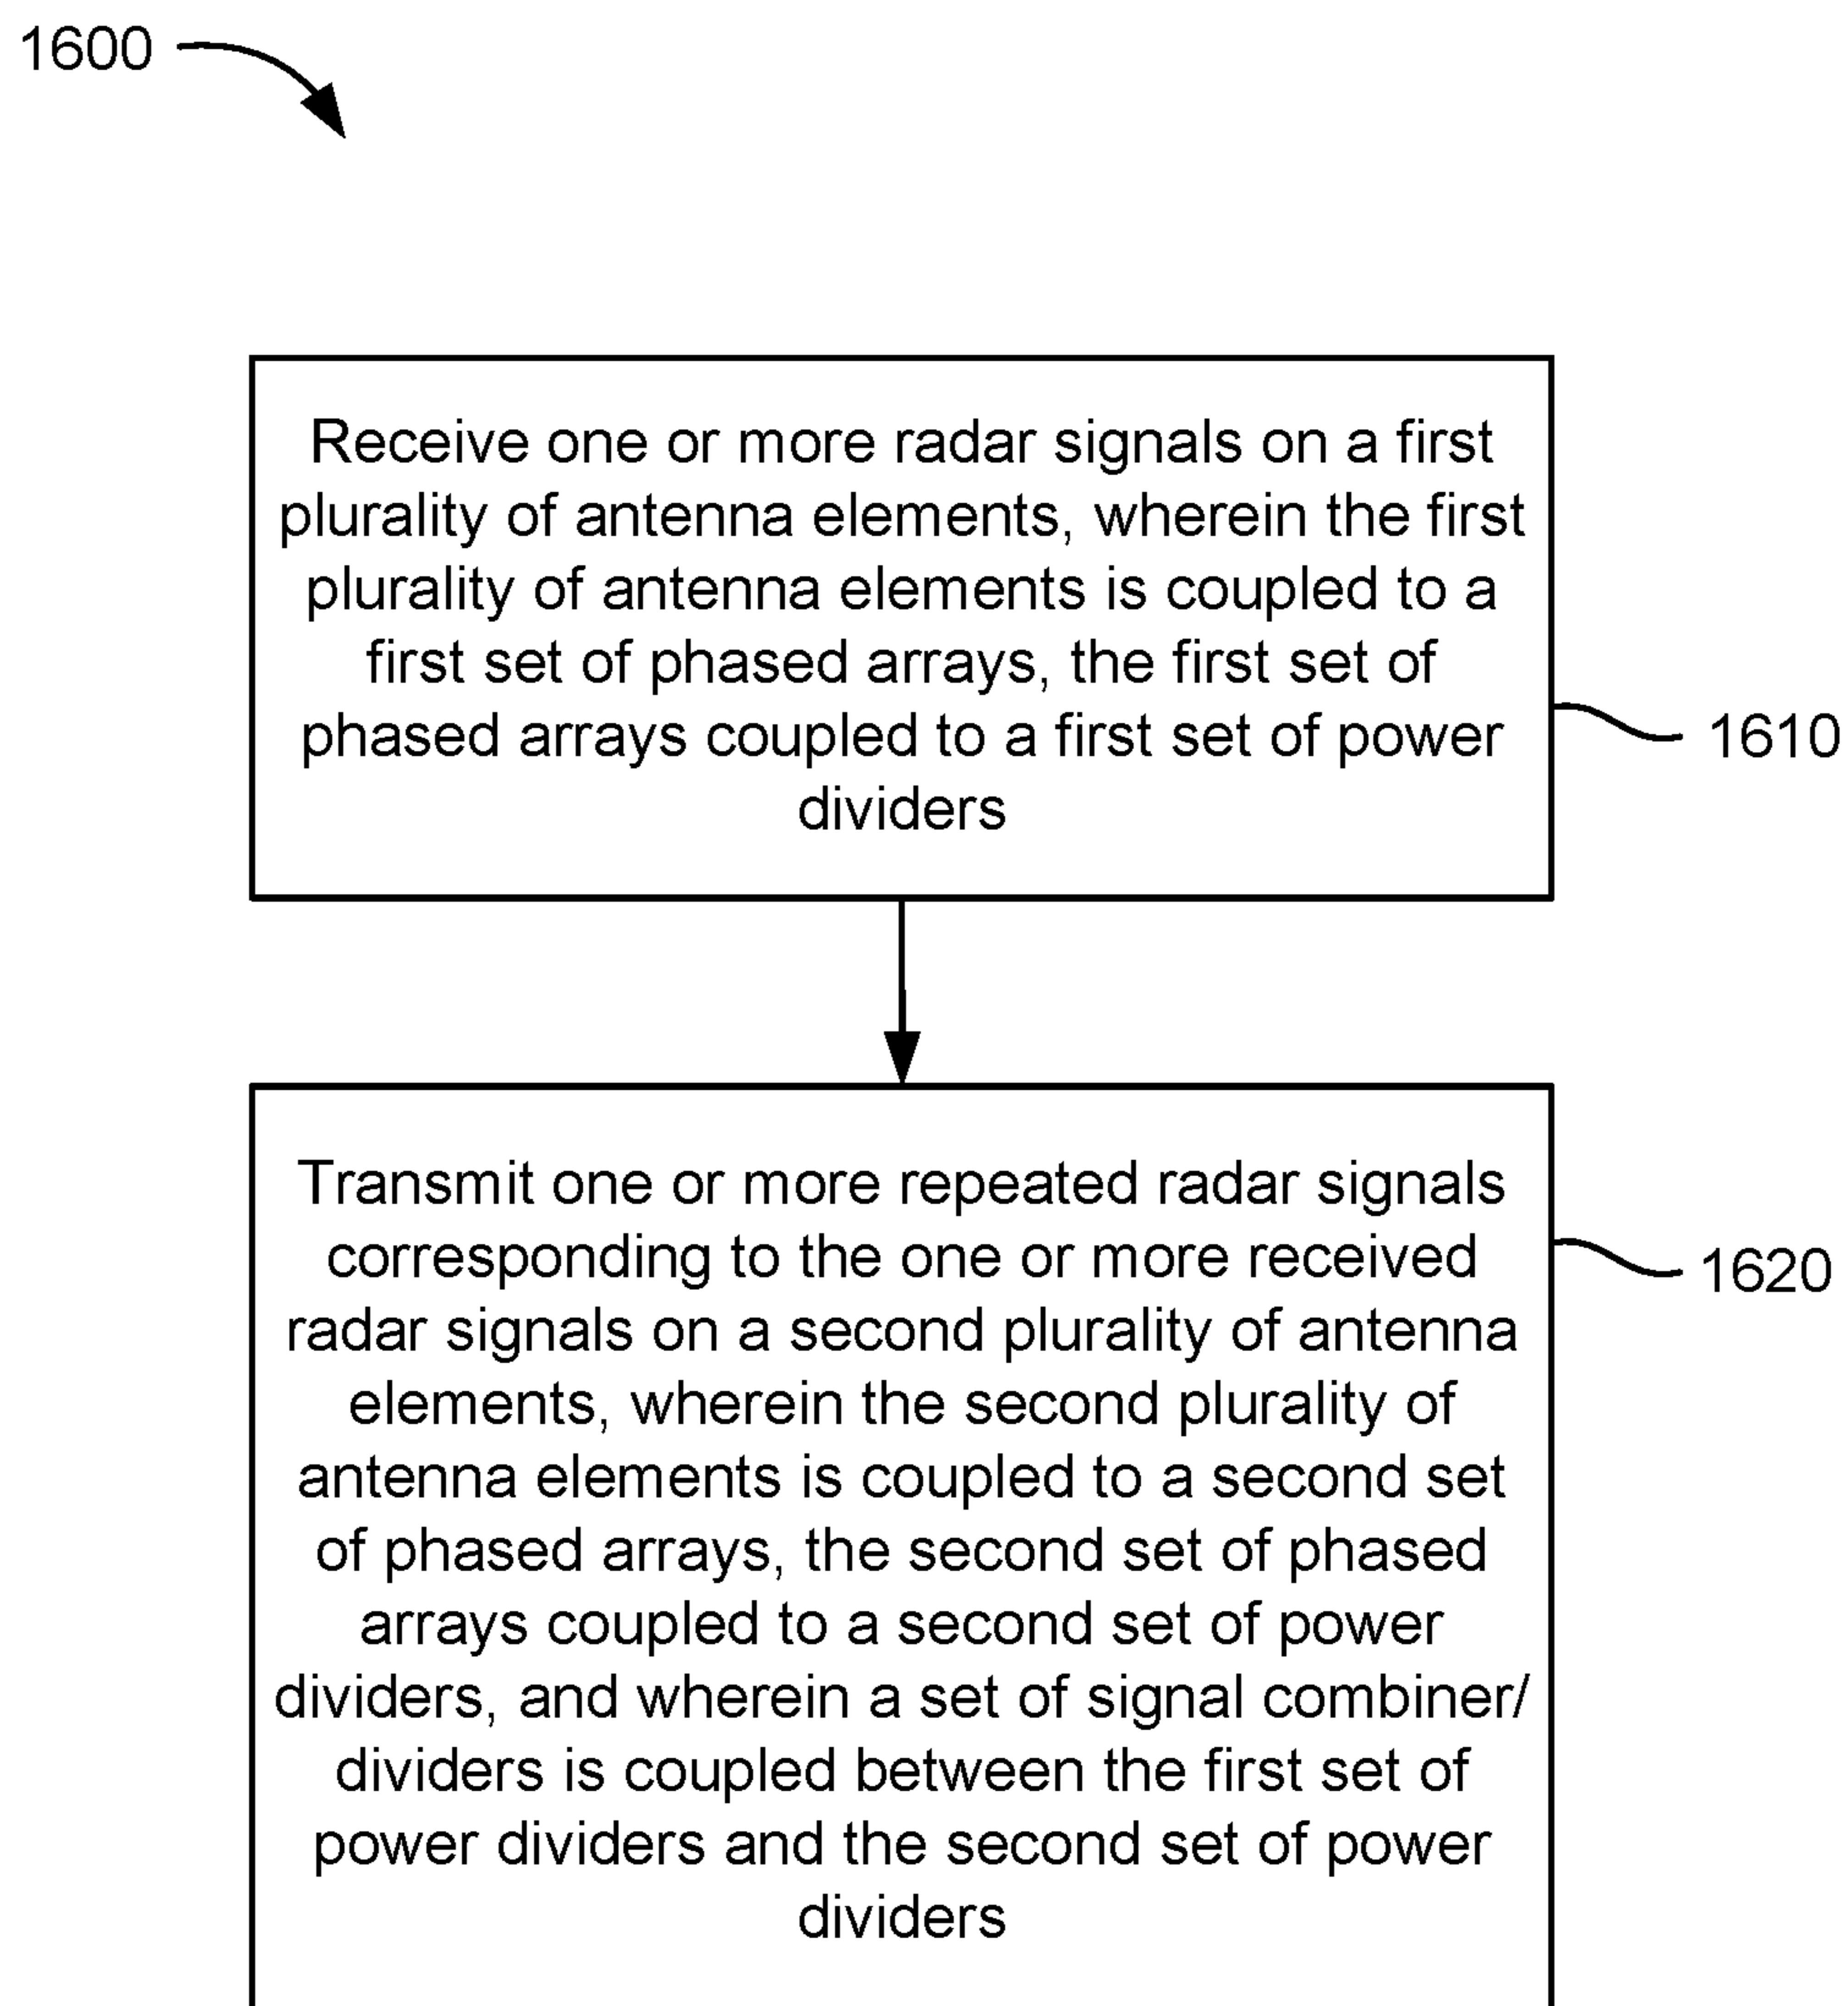 1600
Receive one or more radar signals on a first
plurality of antenna elements, wherein the first
plurality of antenna elements is coupled to a
first set of phased arrays, the first set of
phased arrays coupled to a first set of power
dividers
1610
Transmit one or more repeated radar signals
corresponding to the one or more received
radar signals on a second plurality of antenna
elements, wherein the second plurality of
antenna elements is coupled to a second set
of phased arrays, the second set of phased
arrays coupled to a second set of power
dividers, and wherein a set of signal combiner/
dividers is coupled between the first set of
power dividers and the second set of power
dividers
1620